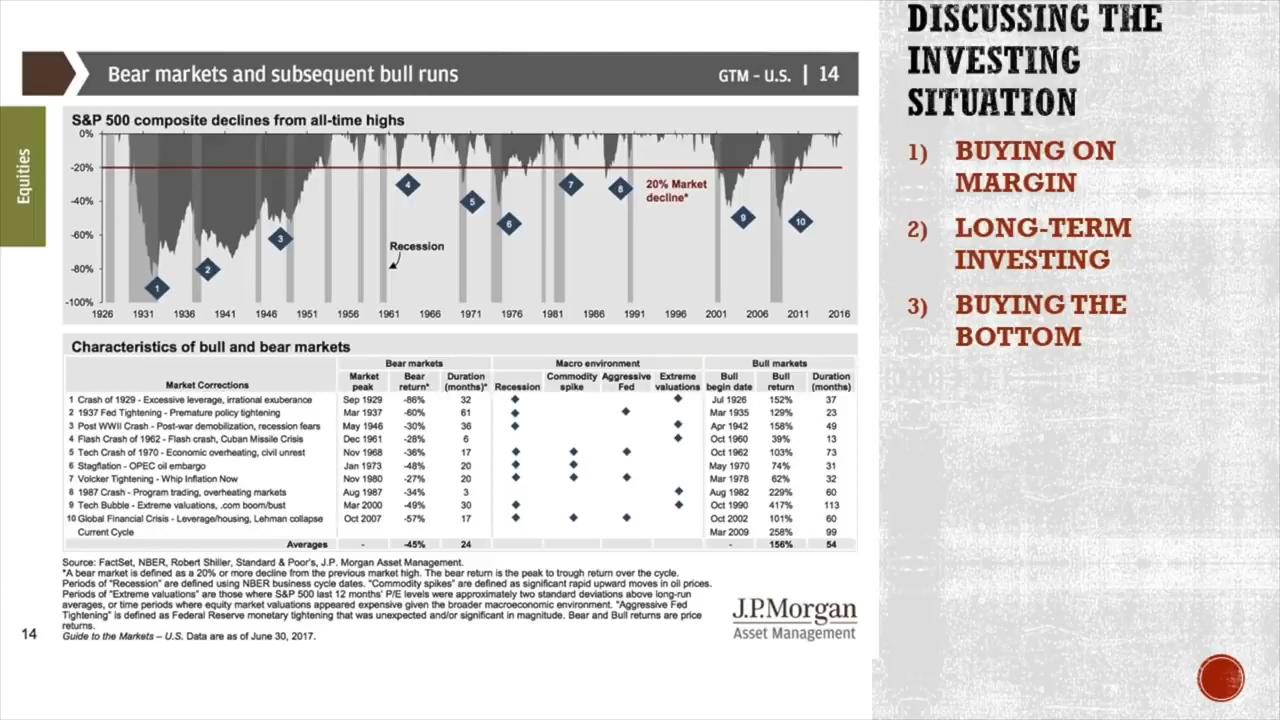 Bear markets and subsequent bull runs
GTM – U.S. | 14
Equities
S&P 500 composite declines from all-time highs
0%
-20%
-40%
-60%
-80%
-100%
20% Market
decline*
Recession
1 2 3 4 5 6 7 8 9 10
1926 1931 1936 1941 1946 1951 1956 1961 1966 1971 1976 1981 1986 1991 1996 2001 2006 2011 2016
Characteristics of bull and bear markets
Bear markets Macro environment Bull markets
Market Corrections Market peak Bear return* Duration (months)* Recession Commodity spike Aggressive Fed Extreme valuations Bull begin date Bull return Duration (months)
1 Crash of 1929 - Excessive leverage, irrational exuberance Sep 1929 -86% 32 Jul 1926 152% 37
2 1937 Fed Tightening - Premature policy tightening Mar 1937 -60% 61 Mar 1935 129% 23
3 Post WWII Crash - Post-war demobilization, recession fears May 1946 -30% 36 Apr 1942 158% 49
4 Flash Crash of 1962 - Flash crash, Cuban Missile Crisis Dec 1961 -28% 6 Oct 1960 39% 13
5 Tech Crash of 1970 - Economic overheating, civil unrest Nov 1968 -36% 17 Oct 1962 103% 73
6 Stagflation - OPEC oil embargo Jan 1973 -48% 20 May 1970 74% 31
7 Volcker Tightening - Whip Inflation Now Nov 1980 -27% 20 Mar 1978 62% 32
8 1987 Crash - Program trading, overheating markets Aug 1987 -34% 3 Aug 1982 229% 60
9 Tech Bubble - Extreme valuations, .com boom/bust Mar 2000 -49% 30 Oct 1990 417% 113
10 Global Financial Crisis - Leverage/housing, Lehman collapse Oct 2007 -57% 17 Oct 2002 101% 60
Current Cycle Mar 2009 258% 99
Averages - -45% 24 - 156% 54
Source: FactSet, NBER, Robert Shiller, Standard & Poor's, J.P. Morgan Asset Management.
*A bear market is defined as a 20% or more decline from the previous market high. The bear return is the peak to trough return over the cycle.
Periods of "Recession" are defined using NBER business cycle dates. "Commodity spikes" are defined as significant rapid upward moves in oil prices.
Periods of "Extreme valuations" are those where S&P 500 last 12 months' P/E levels were approximately two standard deviations above long-run
averages, or time periods where equity market valuations appeared expensive given the broader macroeconomic environment. "Aggressive Fed
Tightening" is defined as Federal Reserve monetary tightening that was unexpected and/or significant in magnitude. Bear and Bull returns are price
returns.
Guide to the Markets – U.S. Data are as of June 30, 2017.
14
J.P.Morgan
Asset Management
DISCUSSING THE
INVESTING
SITUATION
1) BUYING ON
MARGIN
2) LONG-TERM
INVESTING
3) BUYING THE
BOTTOM